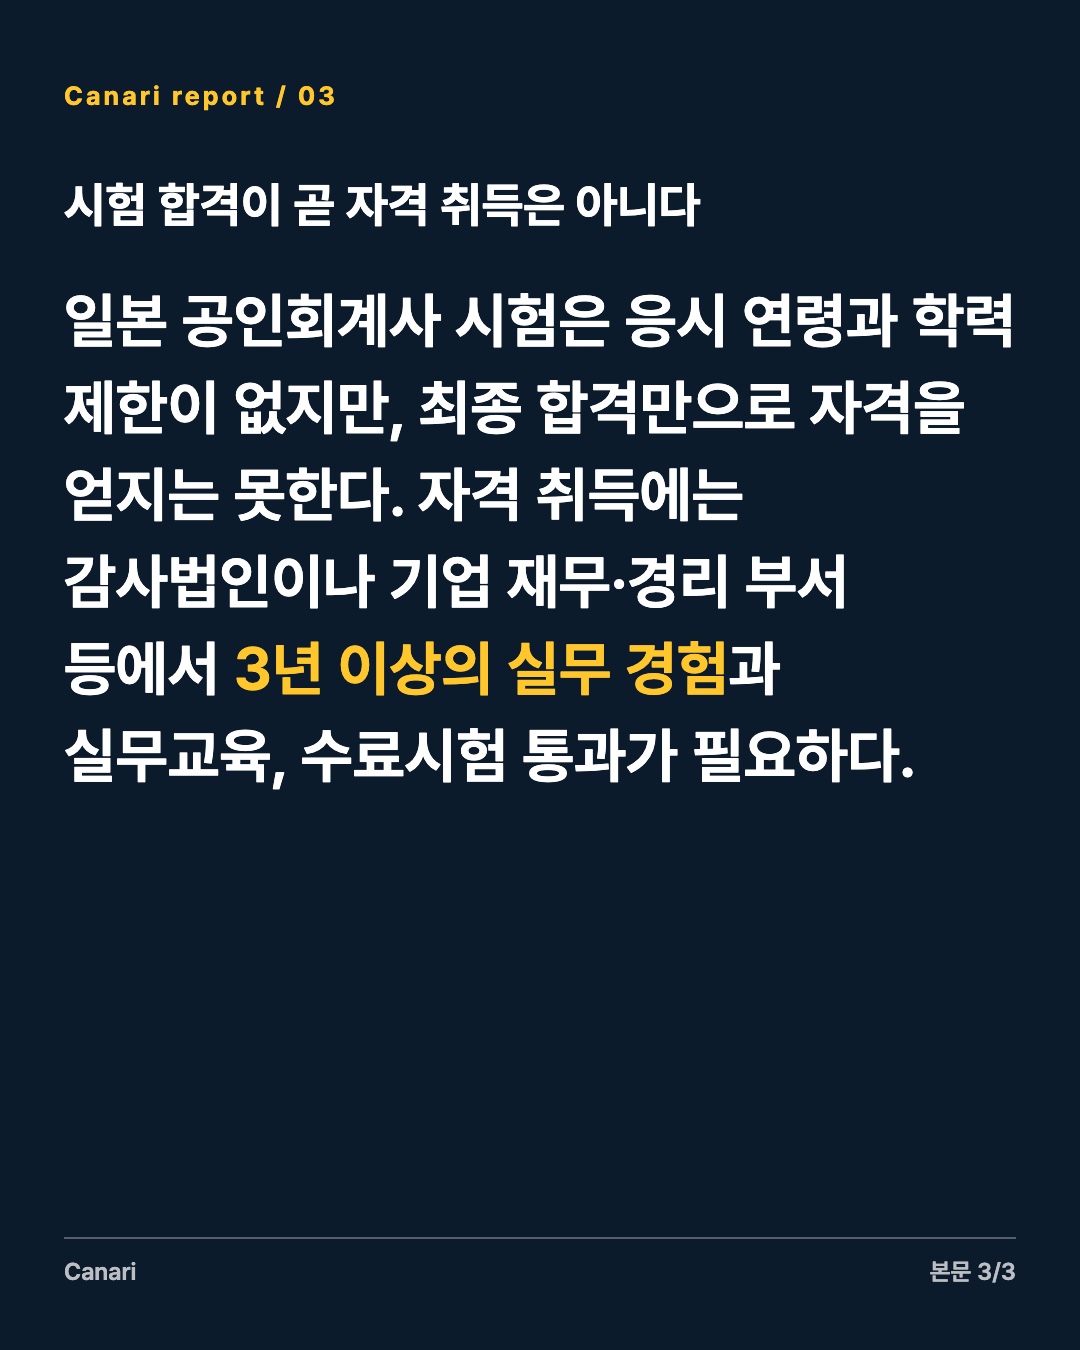 Canari report / 03
시험 합격이 곧 자격 취득은 아니다
일본 공인회계사 시험은 응시 연령과 학력
제한이 없지만, 최종 합격만으로 자격을
얻지는 못한다. 자격 취득에는
감사법인이나 기업 재무·경리 부서
등에서 3년 이상의 실무 경험과
실무교육, 수료시험 통과가 필요하다.
Canari
본문 3/3